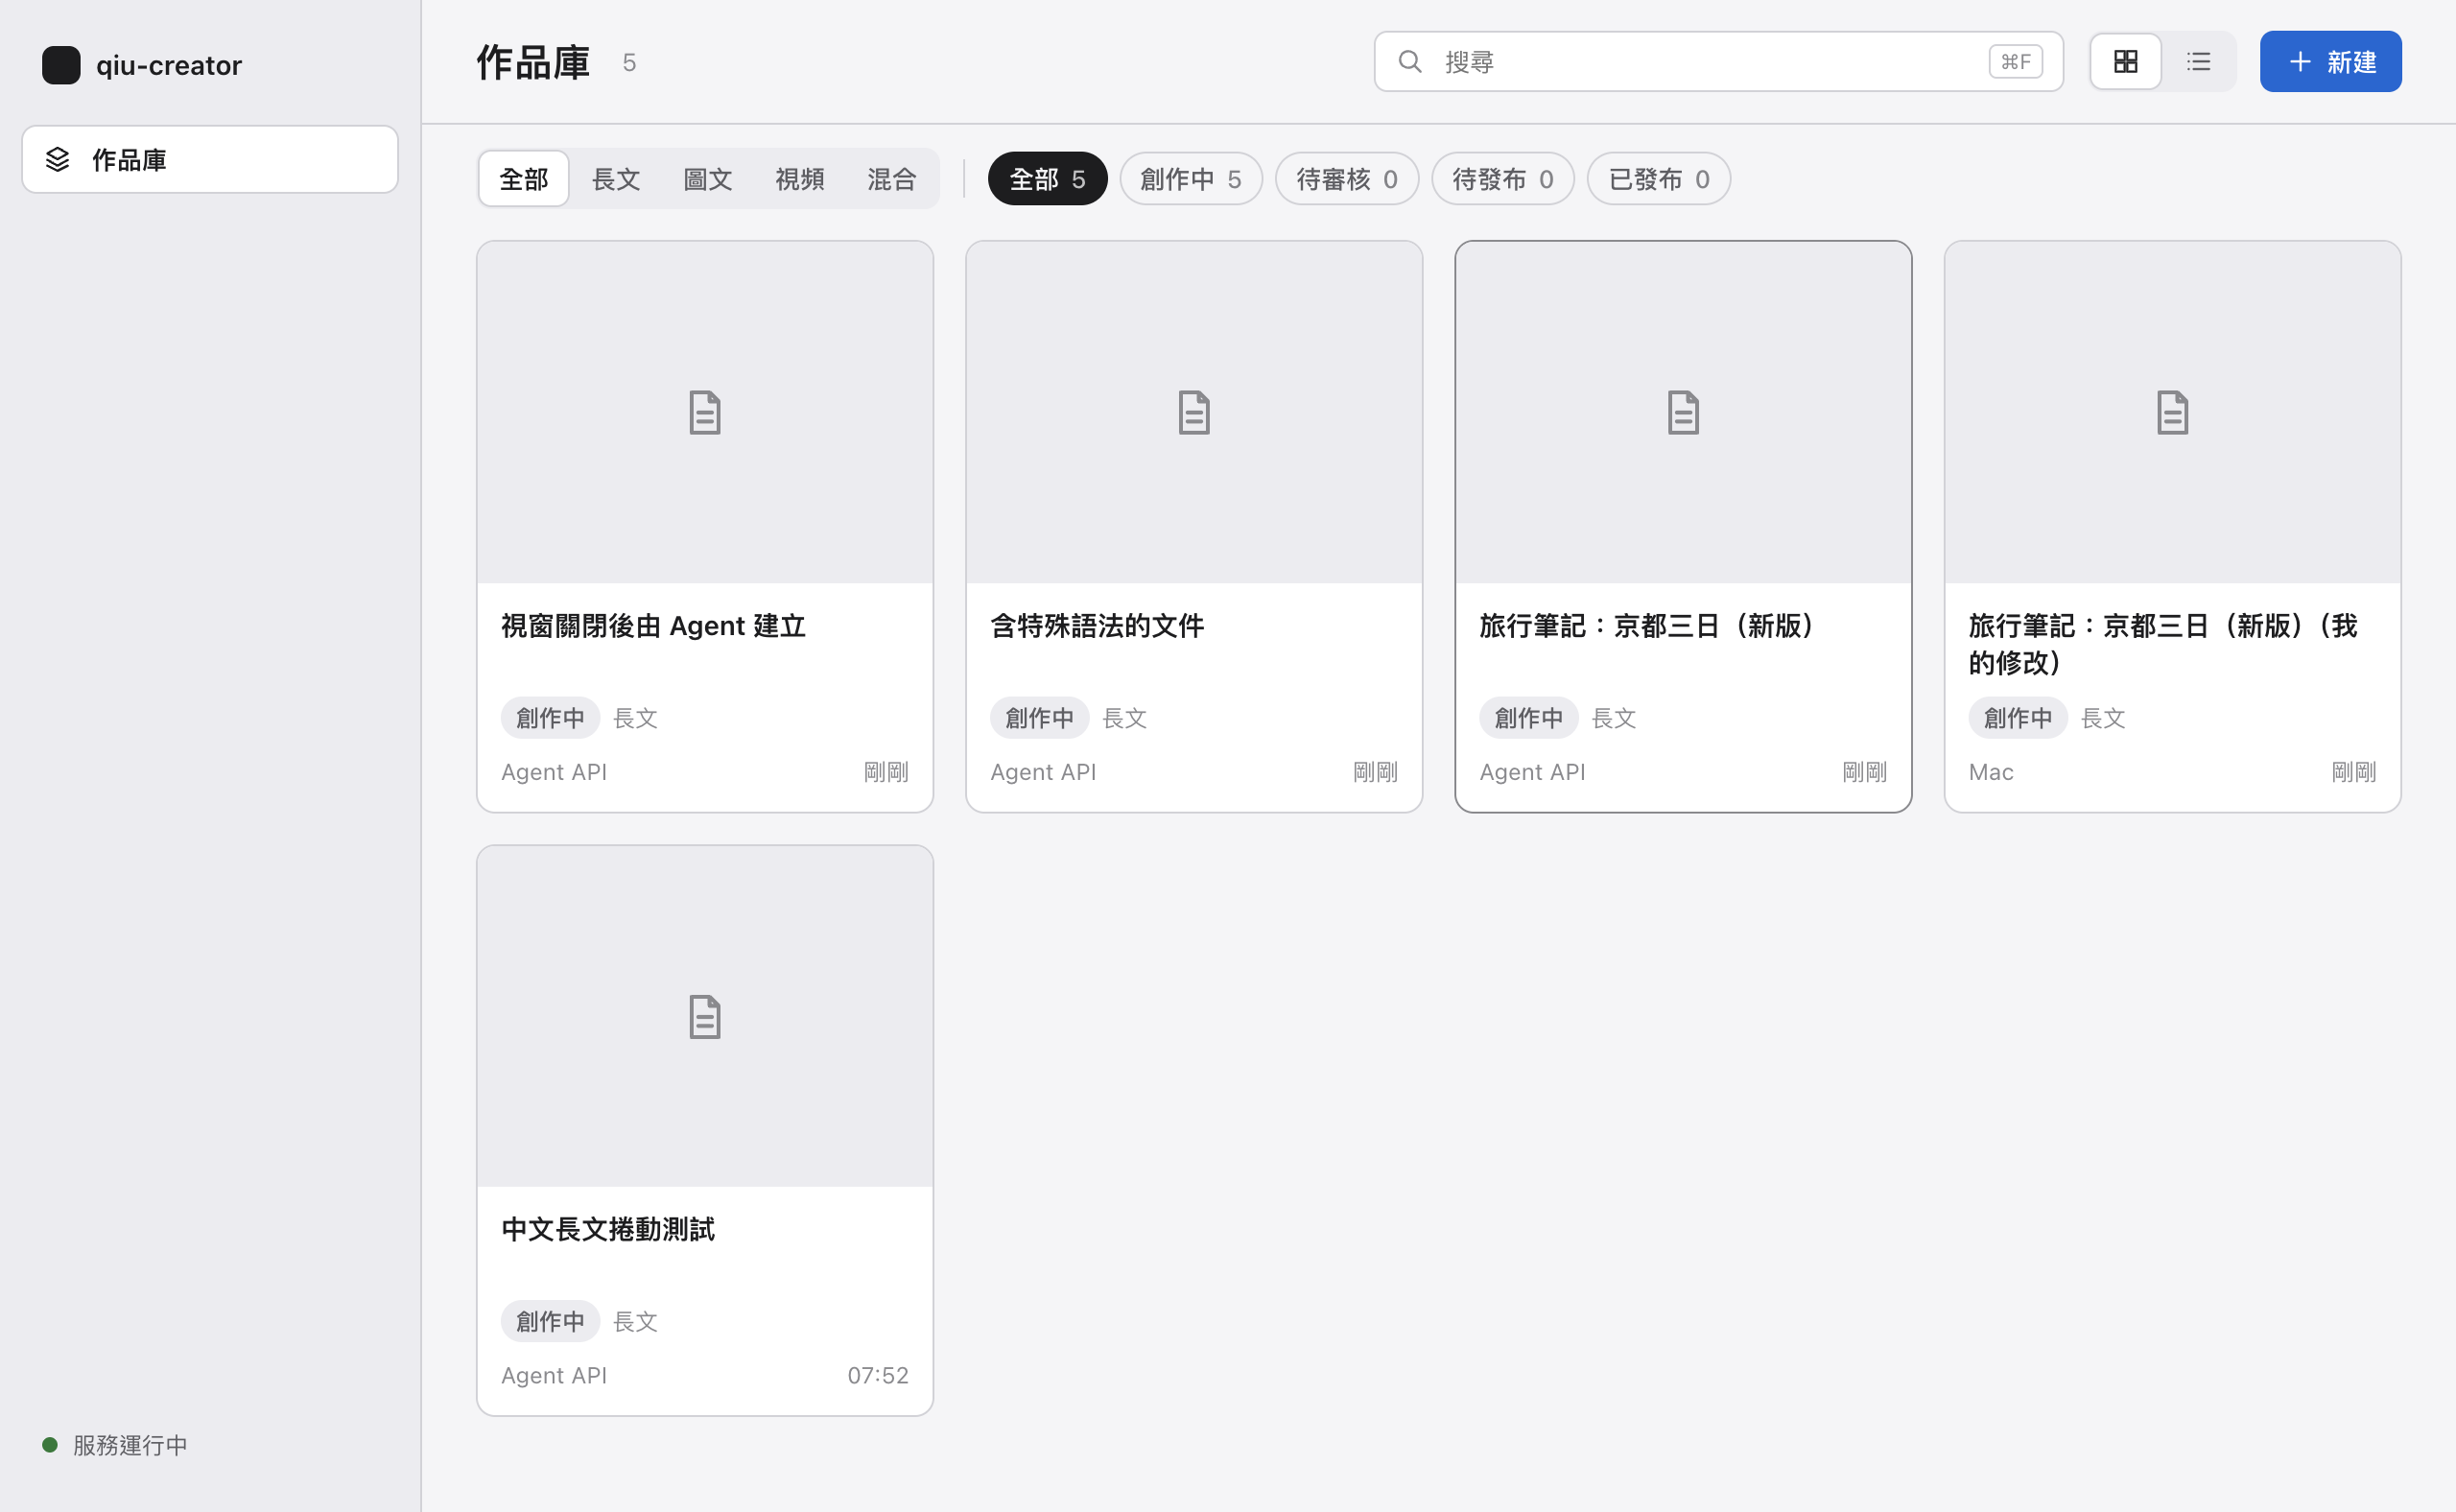 qiu-creator
作品庫
服務運行中
作品庫 5
搜尋 ⌘F
新建
全部 長文 圖文 視頻 混合
全部 5 創作中 5 待審核 0 待發布 0 已發布 0
視窗關閉後由 Agent 建立
創作中 長文
Agent API 剛剛
含特殊語法的文件
創作中 長文
Agent API 剛剛
旅行筆記：京都三日（新版）
創作中 長文
Agent API 剛剛
旅行筆記：京都三日（新版）（我
的修改）
創作中 長文
Mac 剛剛
中文長文捲動測試
創作中 長文
Agent API 07:52